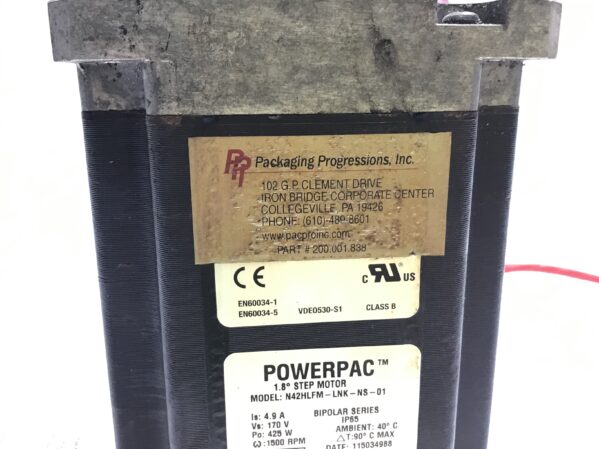 PPI Packaging Progressions, Inc.
102 G.P. CLEMENT DRIVE
IRON BRIDGE CORPORATE CENTER
COLLEGEVILLE, PA 19426
PHONE: (610)-489-8601
www.pacproinc.com
PART # 200.001.838
CE
c RU US
EN60034-1
EN60034-5 VDE0530-S1 CLASS B
POWERPAC™
1.8° STEP MOTOR
MODEL: N42HLFM-LNK-NS-01
Is: 4.9 A BIPOLAR SERIES
Vs: 170 V IP65
Po: 425 W AMBIENT: 40° C
ω: 1500 RPM △T: 90° C MAX
DATE: 115034988